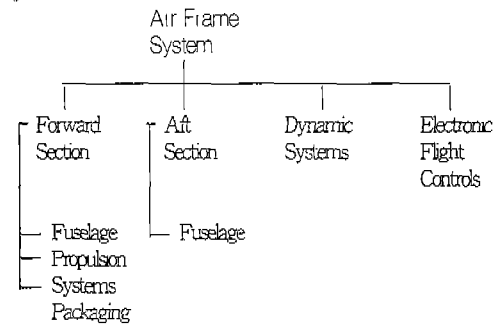 Air Frame
System
Forward
Section
Aft
Section
Dynamic
Systems
Electronic
Flight
Controls
Fuselage
Propulsion
Systems
Packaging
Fuselage